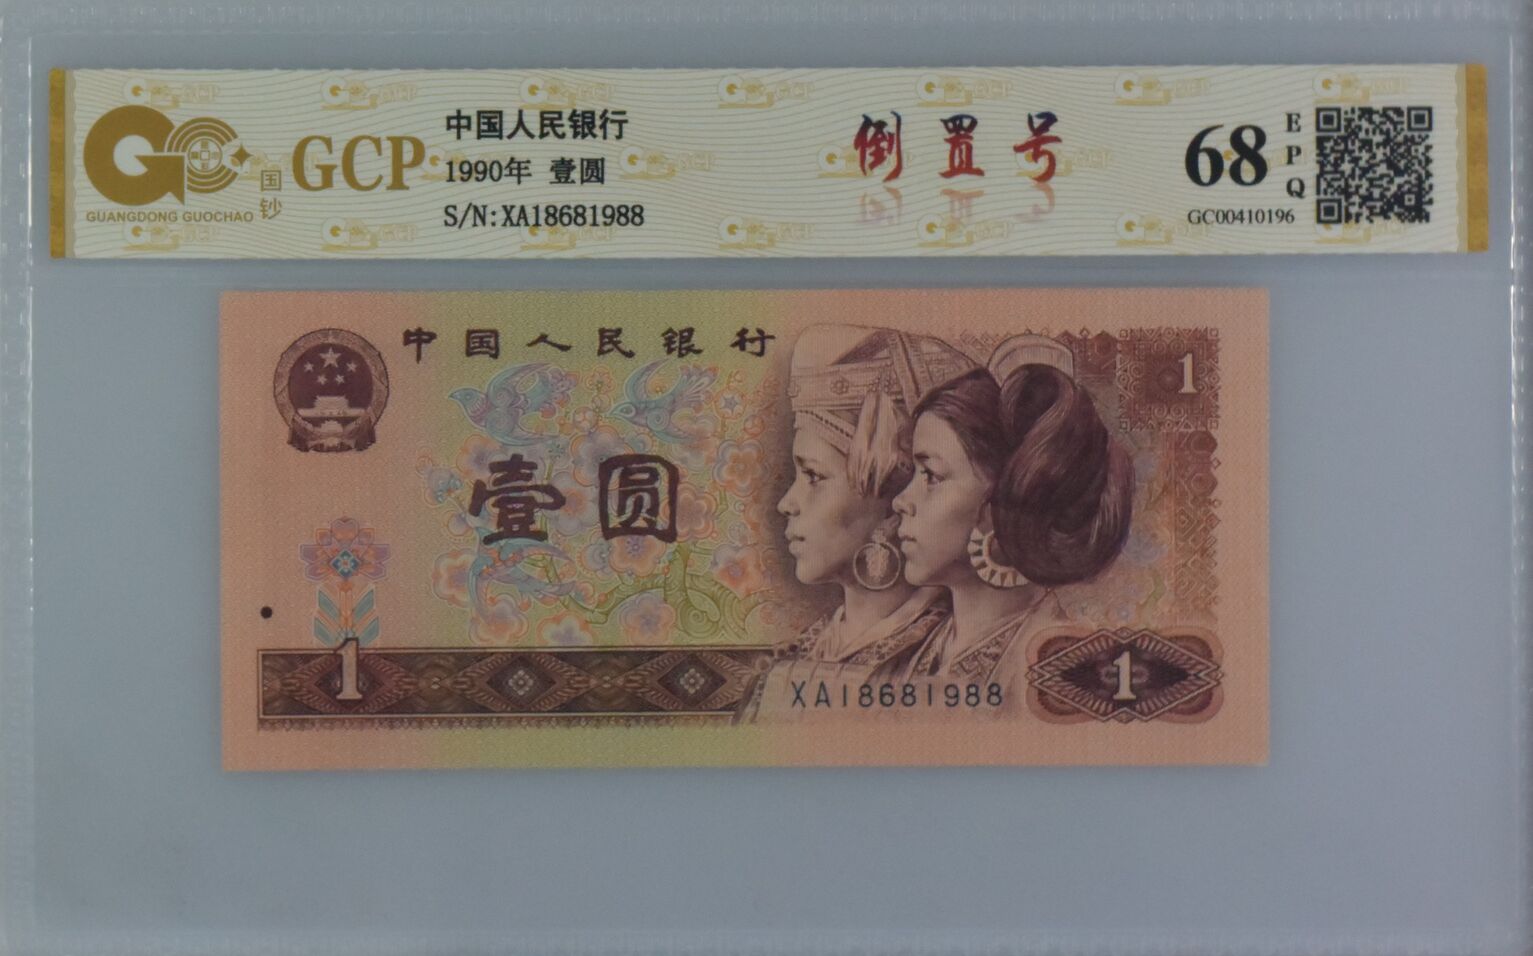 GCP
国钞
GUANGDONG GUOCHAO
中国人民银行
1990年 壹圆
S/N:XA18681988
倒置号
68
EPQ
GC00410196
中国人民银行
1
壹圆
1
XA18681988
1